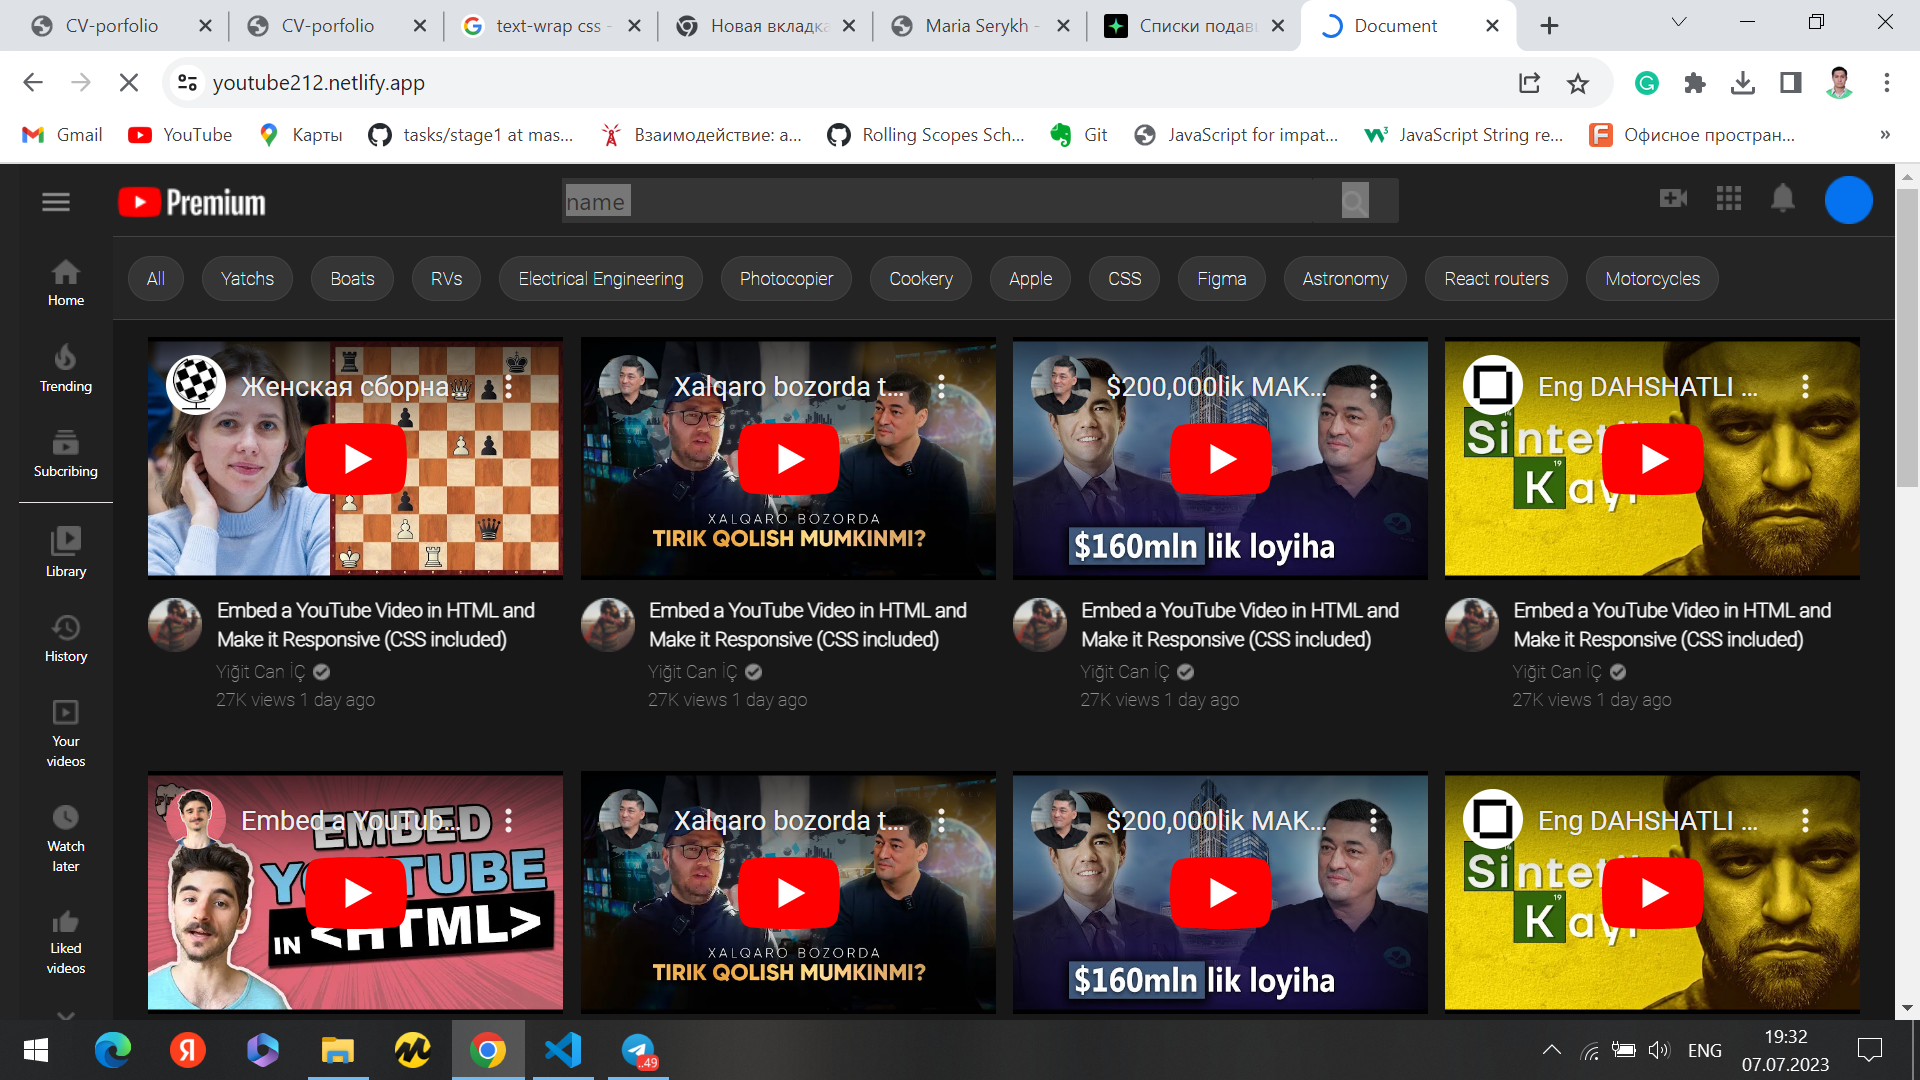 CV-porfolio
CV-porfolio
text-wrap css -
Новая вкладка
Maria Serykh -
Списки подав
Document
youtube212.netlify.app
Gmail
YouTube
Карты
tasks/stage1 at mas...
Взаимодействие: a...
Rolling Scopes Sch...
Git
JavaScript for impat...
JavaScript String re...
Офисное простран...
»
Premium
name
All
Yatchs
Boats
RVs
Electrical Engineering
Photocopier
Cookery
Apple
CSS
Figma
Astronomy
React routers
Motorcycles
Home
Trending
Subcribing
Library
History
Your
videos
Watch
later
Liked
videos
Женская сборна
Xalqaro bozorda t...
XALQARO BOZORDA
TIRIK QOLISH MUMKINMI?
$200,000lik MAK...
$160mln lik loyiha
Eng DAHSHATLI ...
14
19
K
Embed a YouTube Video in HTML and
Make it Responsive (CSS included)
Yiğit Can İÇ
27K views 1 day ago
Embed a YouTube Video in HTML and
Make it Responsive (CSS included)
Yiğit Can İÇ
27K views 1 day ago
Embed a YouTube Video in HTML and
Make it Responsive (CSS included)
Yiğit Can İÇ
27K views 1 day ago
Embed a YouTube Video in HTML and
Make it Responsive (CSS included)
Yiğit Can İÇ
27K views 1 day ago
Embed a YouTub...
EMBED
YOUTUBE
IN <HTML>
Xalqaro bozorda t...
XALQARO BOZORDA
TIRIK QOLISH MUMKINMI?
$200,000lik MAK...
$160mln lik loyiha
Eng DAHSHATLI ...
19
K
Я
..49
ENG
19:32
07.07.2023